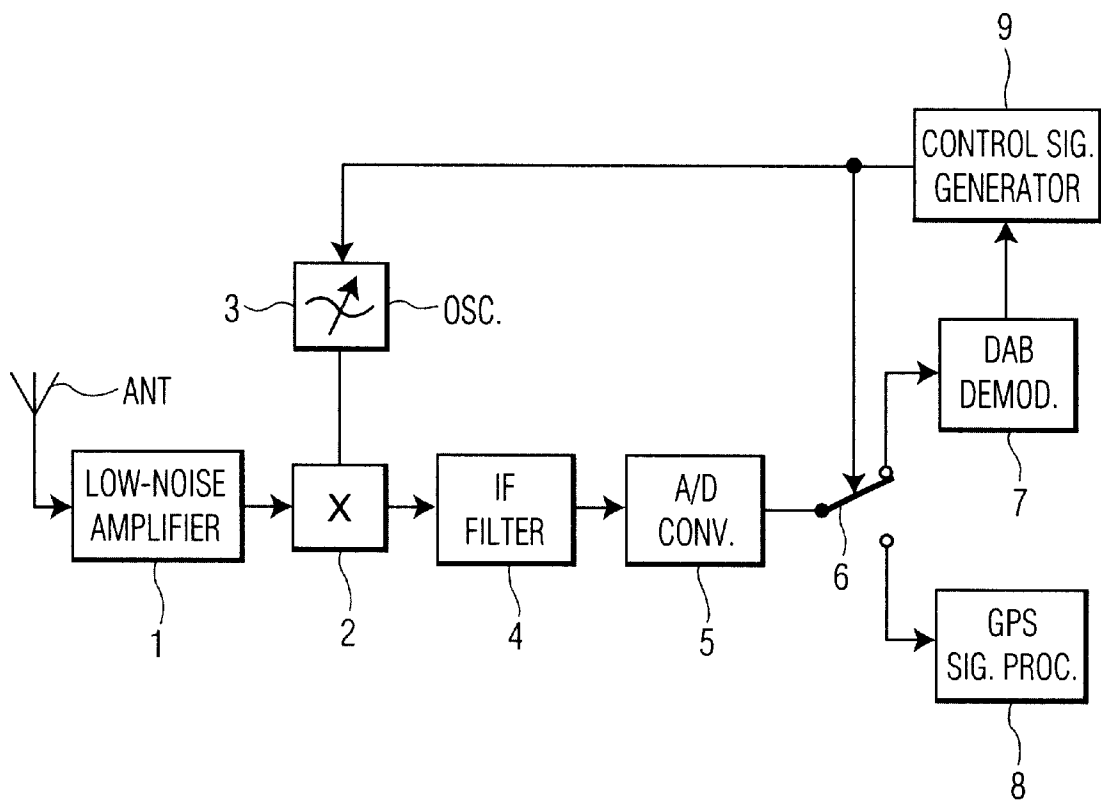 9
CONTROL SIG.
GENERATOR
3
OSC.
DAB
DEMOD.
7
ANT
LOW-NOISE
AMPLIFIER
1
X
2
IF
FILTER
4
A/D
CONV.
5
6
GPS
SIG. PROC.
8